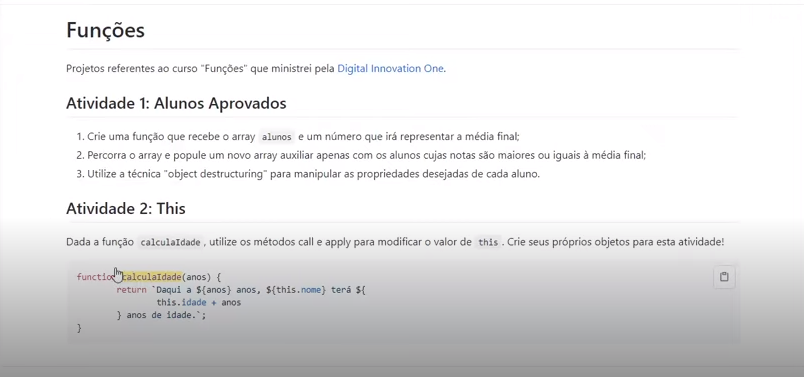 Funções
Projetos referentes ao curso "Funções" que ministrei pela Digital Innovation One.
Atividade 1: Alunos Aprovados
1. Crie uma função que recebe o array alunos e um número que irá representar a média final;
2. Percorra o array e popule um novo array auxiliar apenas com os alunos cujas notas são maiores ou iguais à média final;
3. Utilize a técnica "object destructuring" para manipular as propriedades desejadas de cada aluno.
Atividade 2: This
Dada a função calculaIdade, utilize os métodos call e apply para modificar o valor de this. Crie seus próprios objetos para esta atividade!
function calculaIdade(anos) {
return `Daqui a ${anos} anos, ${this.nome} terá ${
this.idade + anos
} anos de idade.`;
}